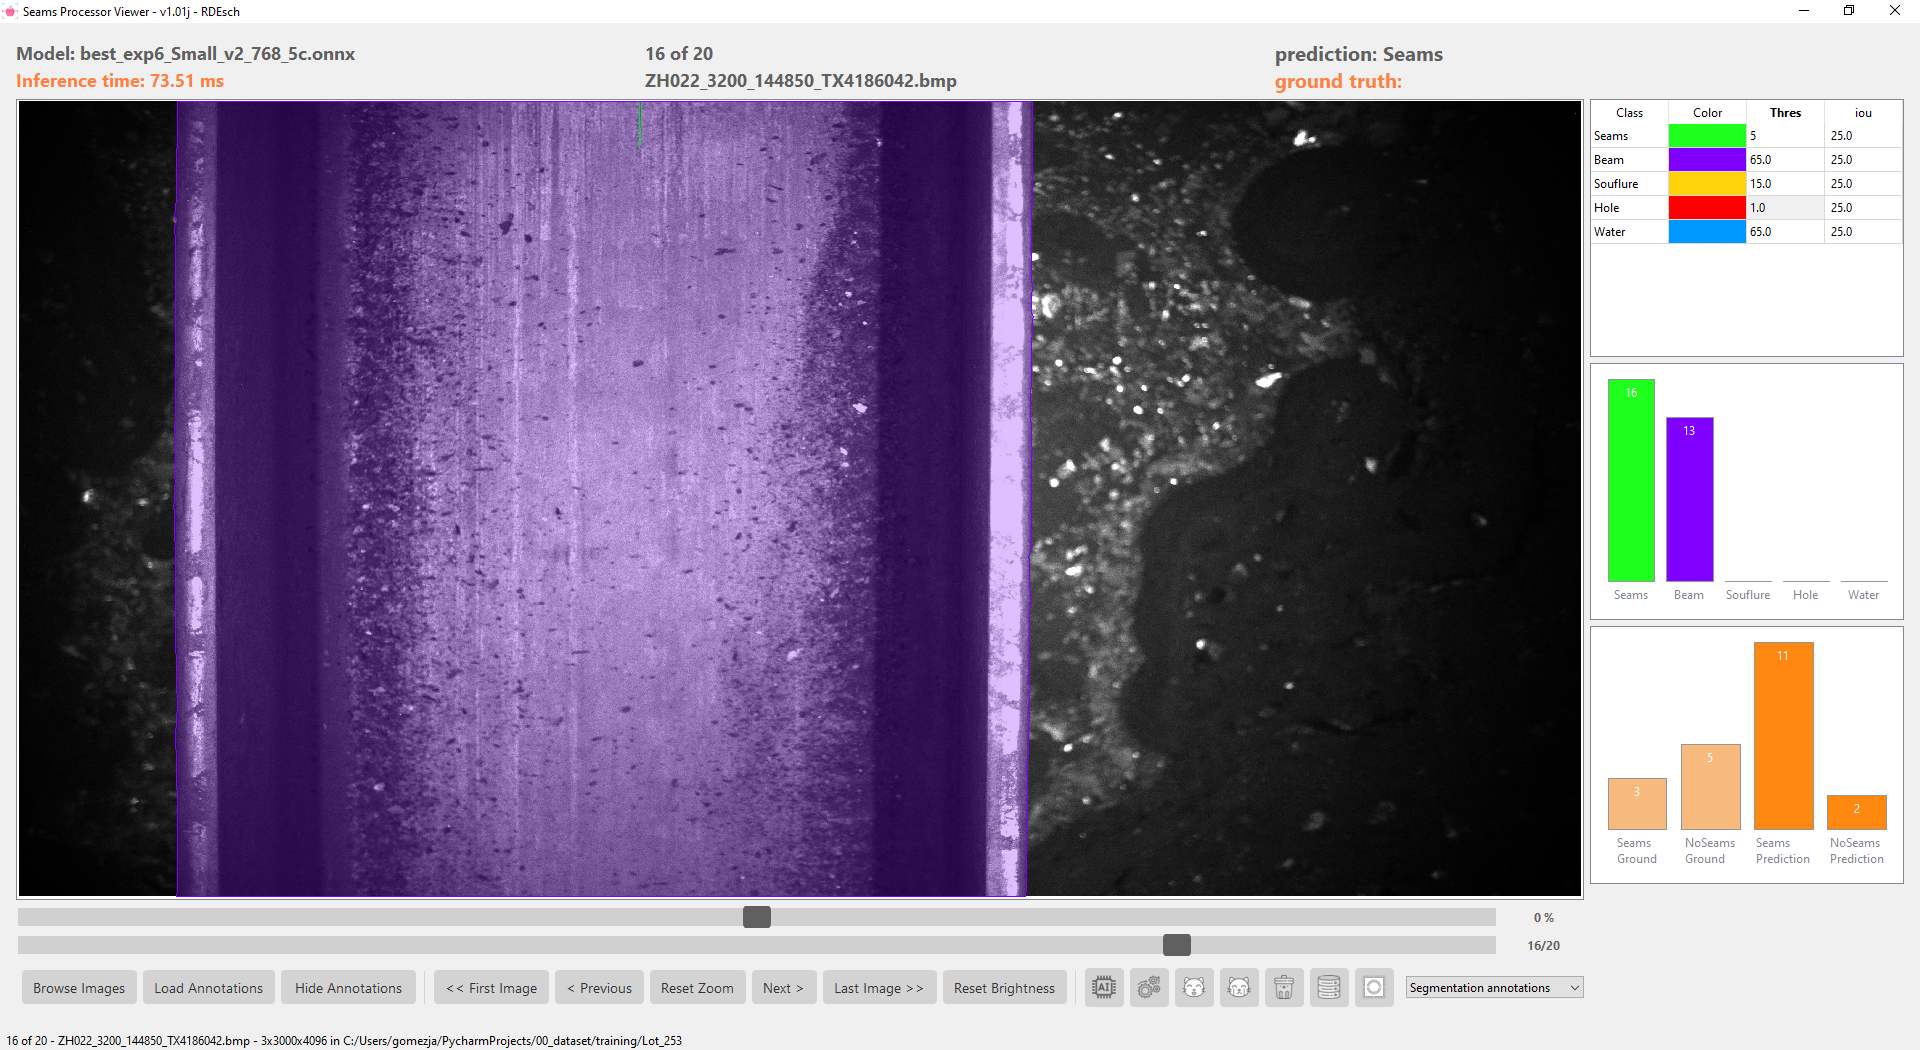 Seams Processor Viewer - v1.01j - RDEsch
Model: best_exp6_Small_v2_768_5c.onnx
Inference time: 73.51 ms
16 of 20
ZH022_3200_144850_TX4186042.bmp
prediction: Seams
ground truth:
Class Color Thres iou
Seams 5 25.0
Beam 65.0 25.0
Souflure 15.0 25.0
Hole 1.0 25.0
Water 65.0 25.0
16
13
Seams Beam Souflure Hole Water
3
5
11
2
Seams Ground
NoSeams Ground
Seams Prediction
NoSeams Prediction
0 %
16/20
Browse Images
Load Annotations
Hide Annotations
<< First Image
< Previous
Reset Zoom
Next >
Last Image >>
Reset Brightness
AI
Segmentation annotations
16 of 20 - ZH022_3200_144850_TX4186042.bmp - 3x3000x4096 in C:/Users/gomezja/PycharmProjects/00_dataset/training/Lot_253